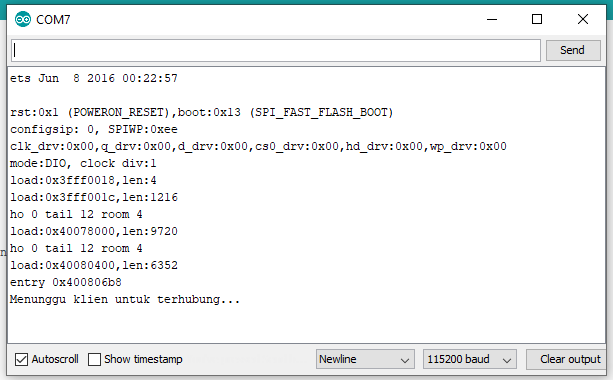 COM7
Send
ets Jun  8 2016 00:22:57
rst:0x1 (POWERON_RESET),boot:0x13 (SPI_FAST_FLASH_BOOT)
configsip: 0, SPIWP:0xee
clk_drv:0x00,q_drv:0x00,d_drv:0x00,cs0_drv:0x00,hd_drv:0x00,wp_drv:0x00
mode:DIO, clock div:1
load:0x3fff0018,len:4
load:0x3fff001c,len:1216
ho 0 tail 12 room 4
load:0x40078000,len:9720
ho 0 tail 12 room 4
load:0x40080400,len:6352
entry 0x400806b8
Menunggu klien untuk terhubung...
Autoscroll Show timestamp Newline 115200 baud Clear output